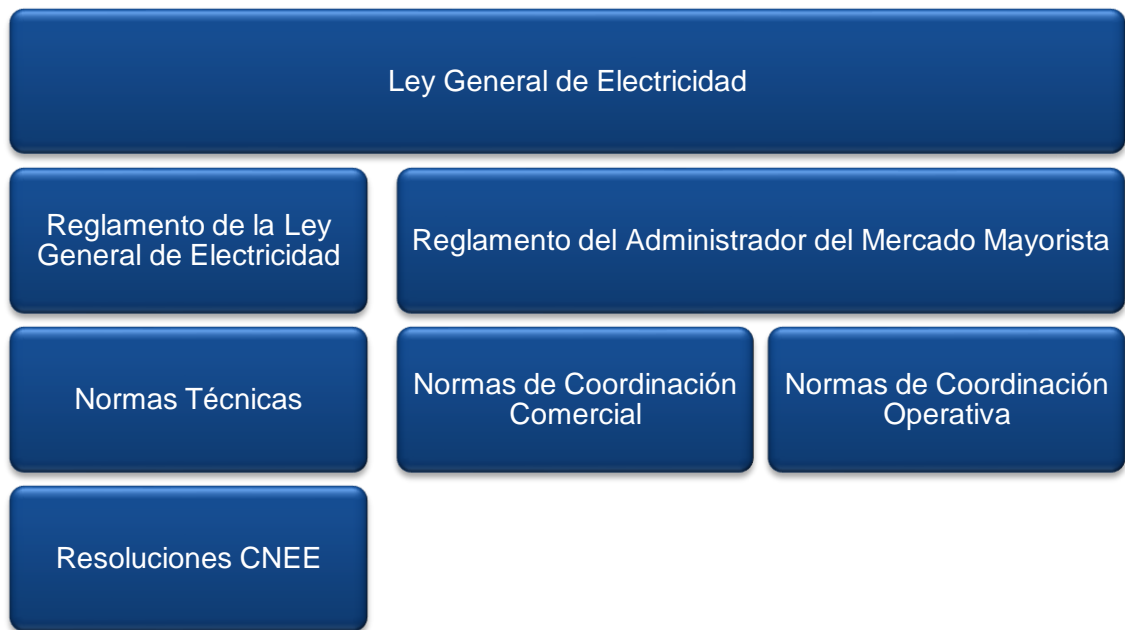 Ley General de Electricidad
Reglamento de la Ley
General de Electricidad
Reglamento del Administrador del Mercado Mayorista
Normas Técnicas
Normas de Coordinación
Comercial
Normas de Coordinación
Operativa
Resoluciones CNEE